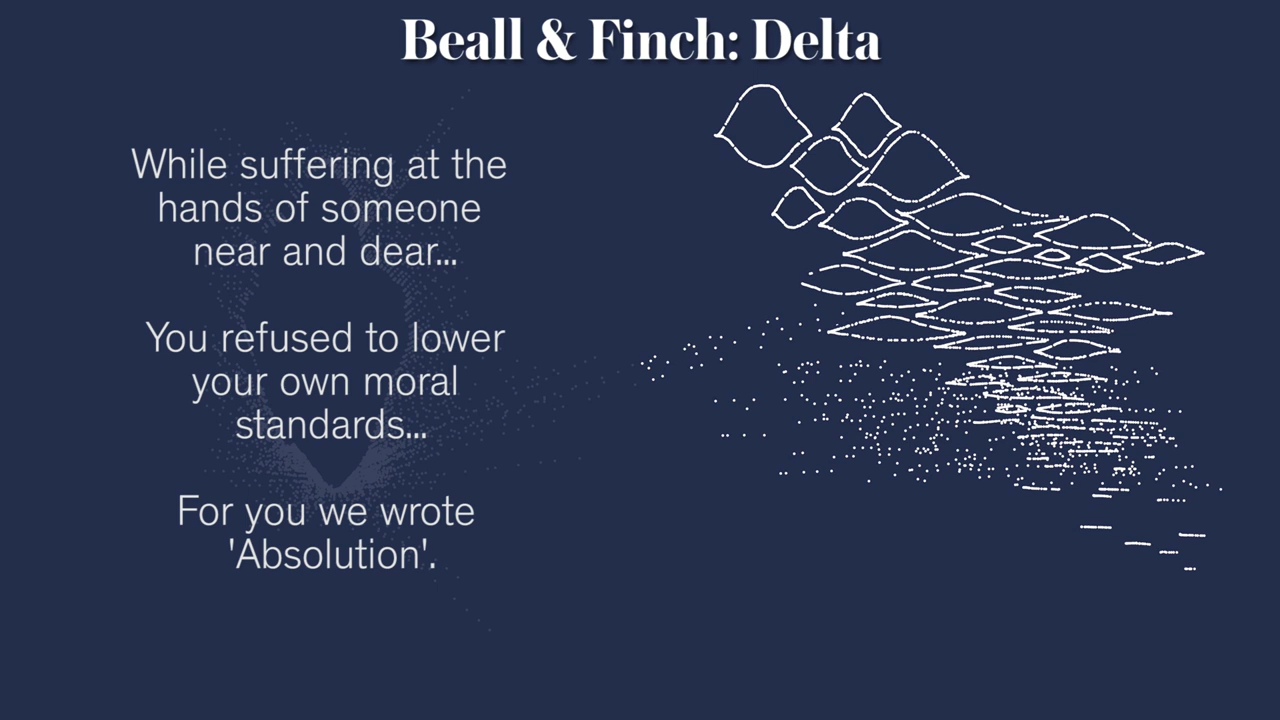 Beall & Finch: Delta
While suffering at the
hands of someone
near and dear...
You refused to lower
your own moral
standards...
For you we wrote
'Absolution'.